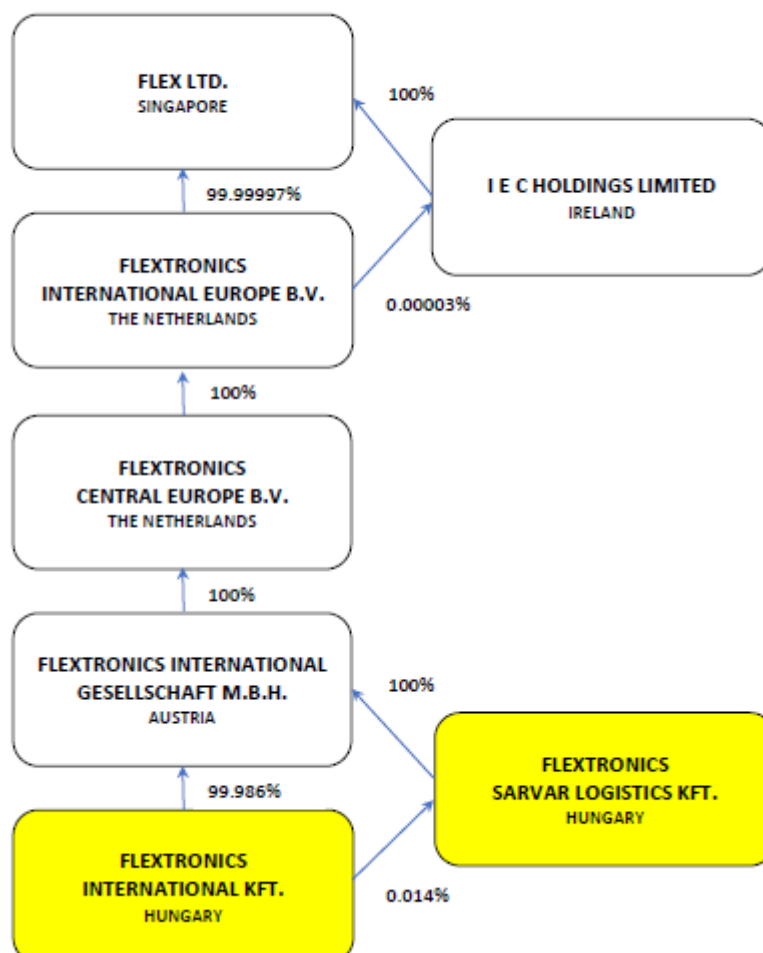 FLEX LTD.
SINGAPORE
100%
I E C HOLDINGS LIMITED
IRELAND
99.99997%
FLEXTRONICS
INTERNATIONAL EUROPE B.V.
THE NETHERLANDS
0.00003%
100%
FLEXTRONICS
CENTRAL EUROPE B.V.
THE NETHERLANDS
100%
FLEXTRONICS INTERNATIONAL
GESELLSCHAFT M.B.H.
AUSTRIA
100%
FLEXTRONICS
SARVAR LOGISTICS KFT.
HUNGARY
99.986%
FLEXTRONICS
INTERNATIONAL KFT.
HUNGARY
0.014%